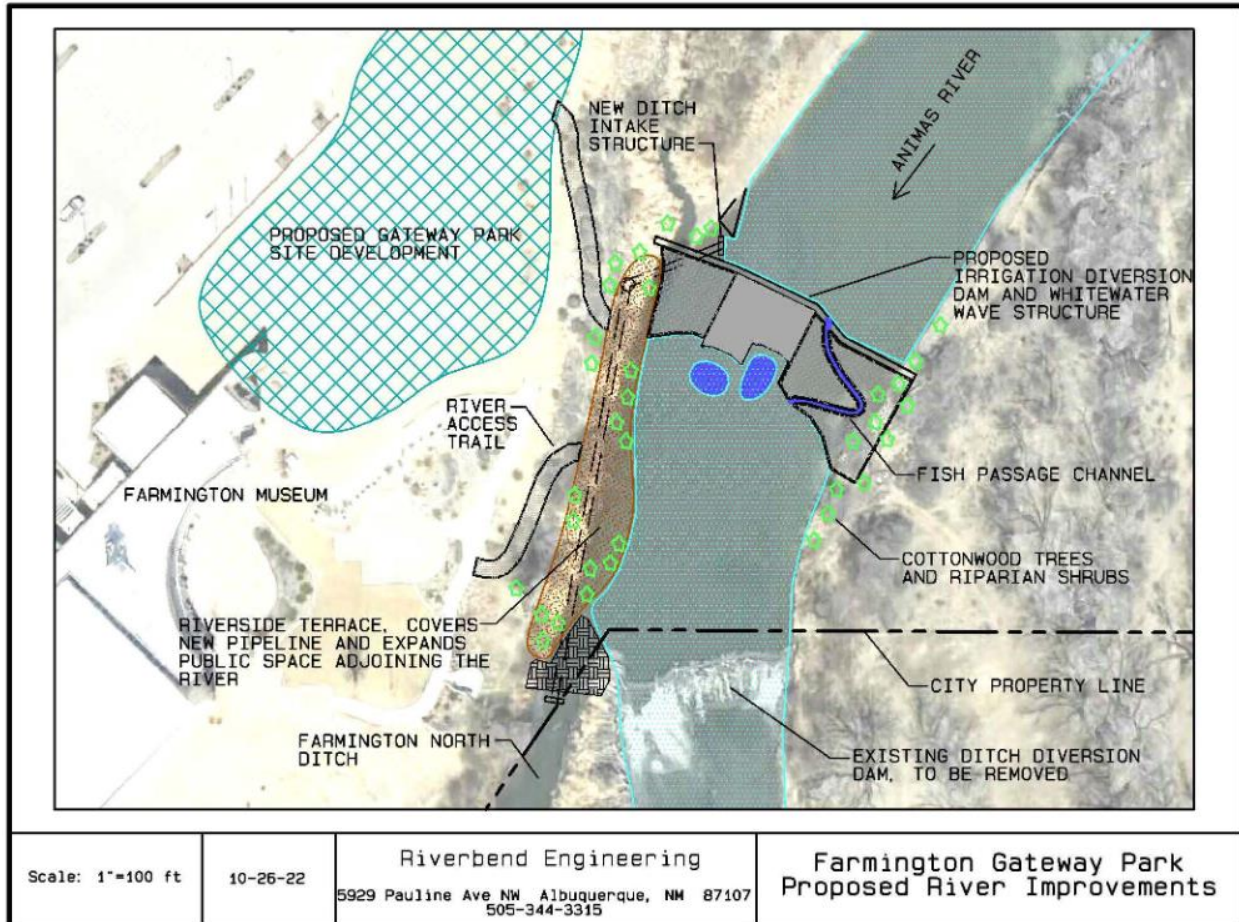 NEW DITCH
INTAKE
STRUCTURE
ANIMAS RIVER
PROPOSED GATEWAY PARK
SITE DEVELOPMENT
PROPOSED
IRRIGATION DIVERSION
DAM AND WHITEWATER
WAVE STRUCTURE
RIVER
ACCESS
TRAIL
FISH PASSAGE CHANNEL
FARMINGTON MUSEUM
COTTONWOOD TREES
AND RIPARIAN SHRUBS
RIVERSIDE TERRACE, COVERS
NEW PIPELINE AND EXPANDS
PUBLIC SPACE ADJOINING THE
RIVER
CITY PROPERTY LINE
FARMINGTON NORTH
DITCH
EXISTING DITCH DIVERSION
DAM, TO BE REMOVED
Scale: 1"=100 ft
10-26-22
Riverbend Engineering
5929 Pauline Ave NW Albuquerque, NM 87107
505-344-3315
Farmington Gateway Park
Proposed River Improvements